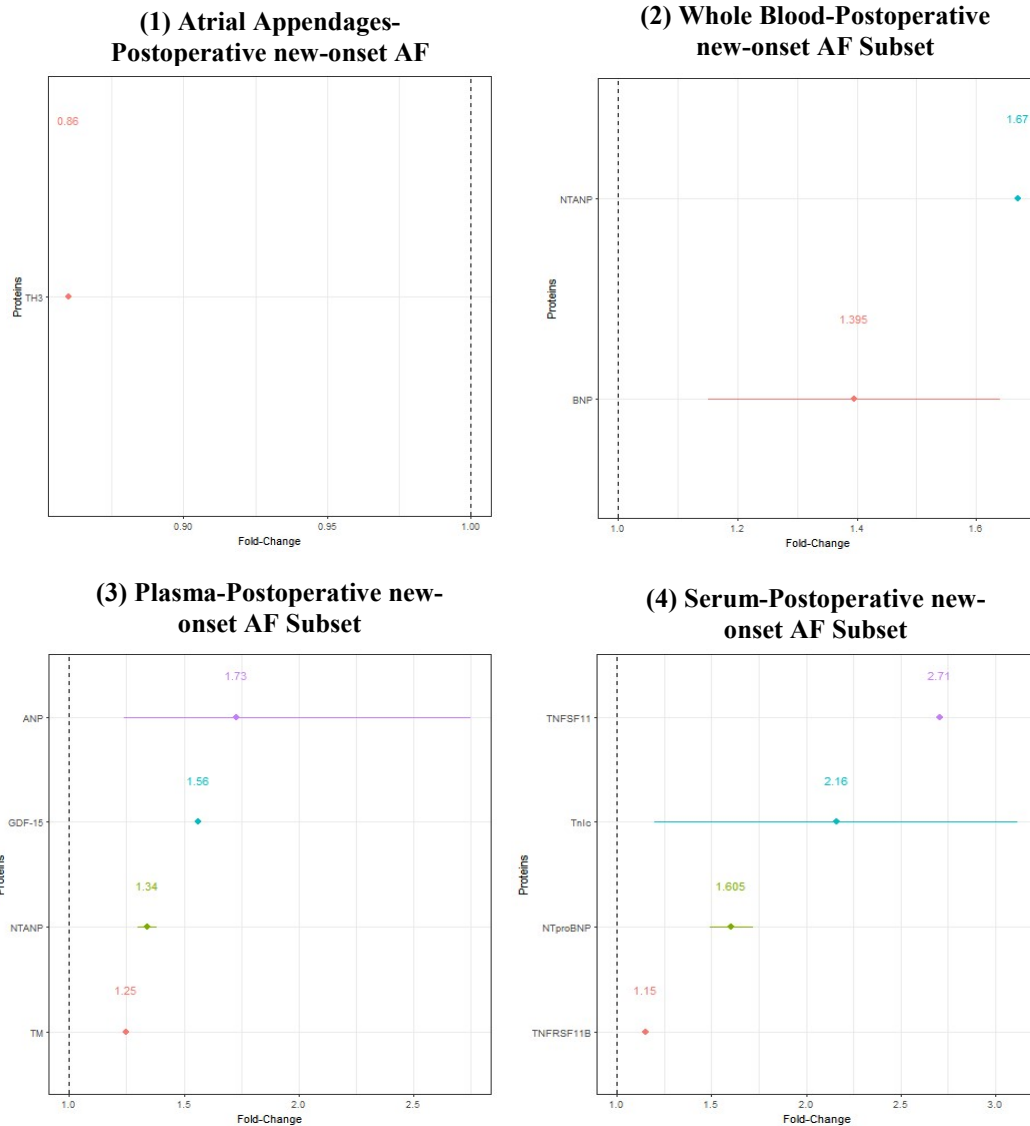 (1) Atrial Appendages-
Postoperative new-onset AF
0.86
TH3
Proteins
0.90
0.95
1.00
Fold-Change
(2) Whole Blood-Postoperative
new-onset AF Subset
1.67
NTANP
1.395
BNP
Proteins
1.0
1.2
1.4
1.6
Fold-Change
(3) Plasma-Postoperative new-
onset AF Subset
1.73
ANP
1.56
GDF-15
1.34
NTANP
1.25
TM
Proteins
1.0
1.5
2.0
2.5
Fold-Change
(4) Serum-Postoperative new-
onset AF Subset
2.71
TNFSF11
2.16
TnIc
1.605
NTproBNP
1.15
TNFRSF11B
Proteins
1.0
1.5
2.0
2.5
3.0
Fold-Change